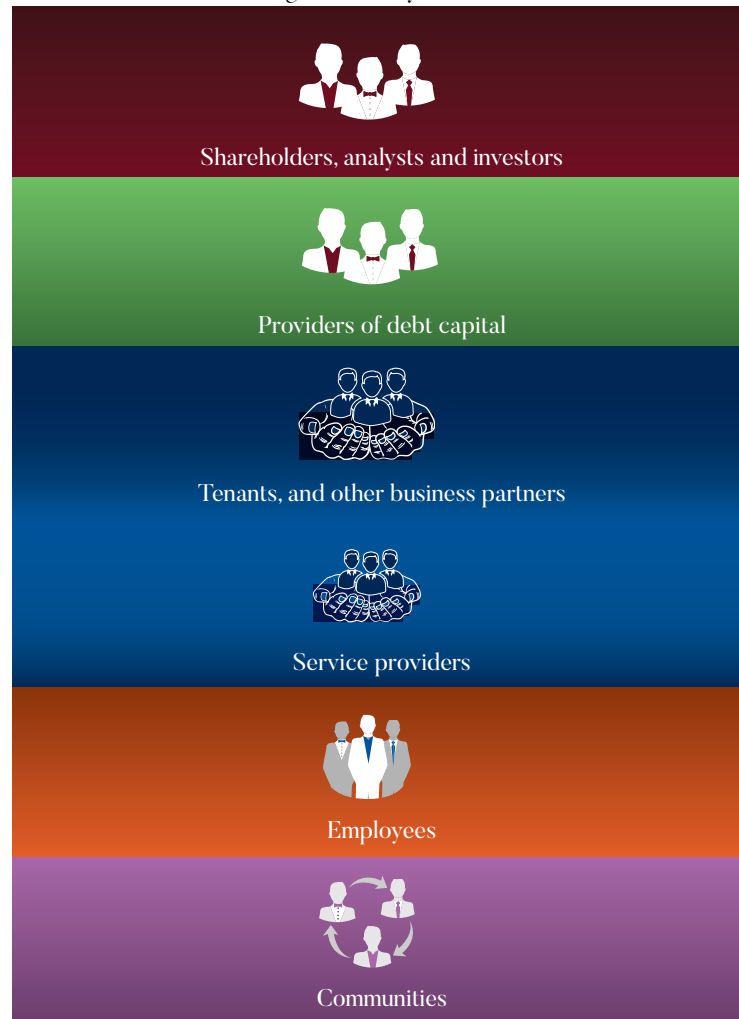 Shareholders, analysts and investors
Providers of debt capital
Tenants, and other business partners
Service providers
Employees
Communities